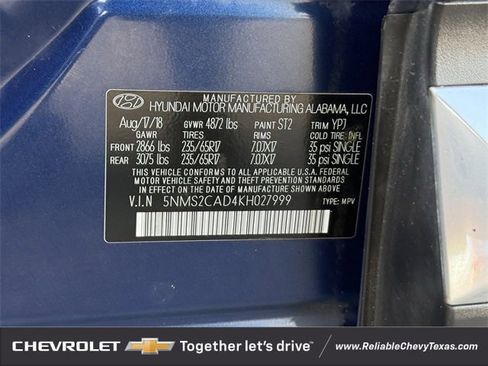 MANUFACTURED BY
HYUNDAI MOTOR MANUFACTURING ALABAMA, LLC
Aug/17/18 GVWR 4872 lbs PAINT ST2 TRIM YPJ
GAWR TIRES RIMS COLD TIRE INFL
FRONT 2866 lbs 235/65R17 7.0JX17 35 psi SINGLE
REAR 3075 lbs 235/65R17 7.0JX17 35 psi SINGLE
THIS VEHICLE CONFORMS TO ALL APPLICABLE U.S.A. FEDERAL
MOTOR VEHICLE SAFETY, BUMPER, AND THEFT PREVENTION STANDARDS
IN EFFECT ON THE DATE OF MANUFACTURE SHOWN ABOVE.
V.I.N 5NMS2CAD4KH027999 TYPE: MPV
CHEVROLET Together let's drive™ www.ReliableChevyTexas.com